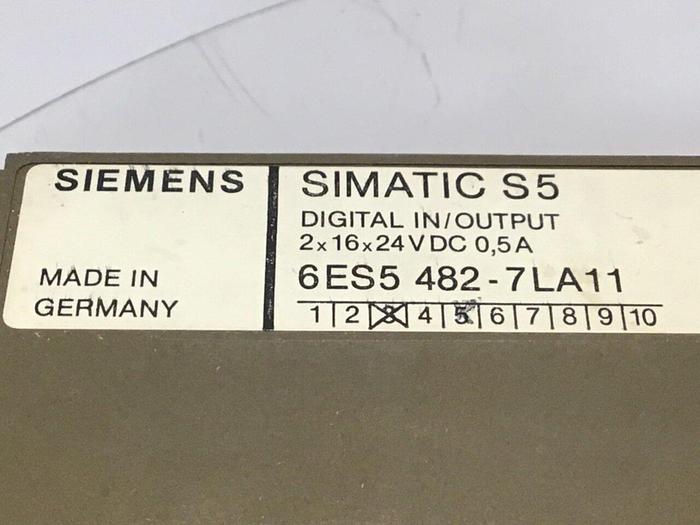 SIEMENS
SIMATIC S5
DIGITAL IN/OUTPUT
2x16x24VDC 0,5A
6ES5 482-7LA11
MADE IN
GERMANY
1|2|3|4|5|6|7|8|9|10